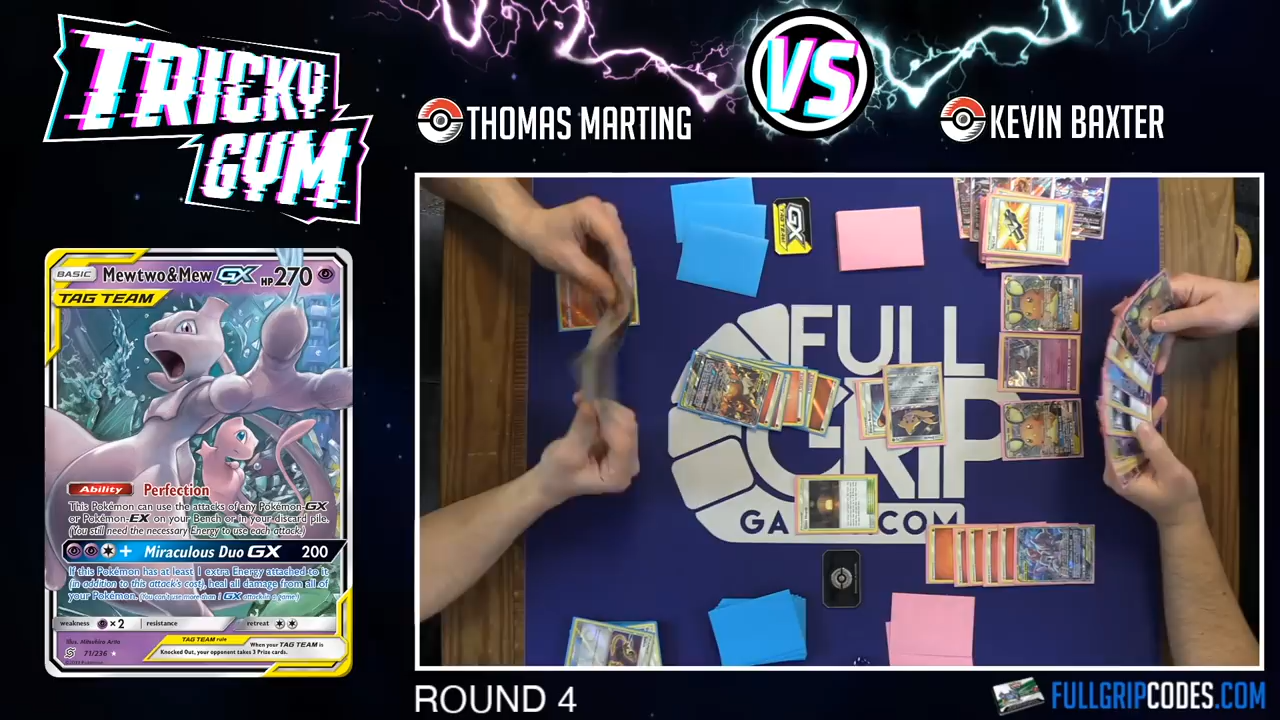 TRICKY
GYM
THOMAS MARTING
VS
KEVIN BAXTER
BASIC Mewtwo&Mew GX HP270
TAG TEAM
Ability Perfection
This Pokémon can use the attacks of any Pokémon-GX
or Pokémon-EX on your Bench or in your discard pile.
(You still need the necessary Energy to use each attack.)
Miraculous Duo GX 200
If this Pokémon has at least 1 extra Energy attached to it
(in addition to this attack's cost), heal all damage from all of
your Pokémon. (You can't use more than 1 GX attack in a game.)
weakness ×2 resistance retreat
TAG TEAM rule
When your TAG TEAM is
Knocked Out, your opponent takes 3 Prize cards.
71/236
GX
TAG TEAM
FULL
GRIP
GA .COM
ROUND 4
FULLGRIPCODES.COM